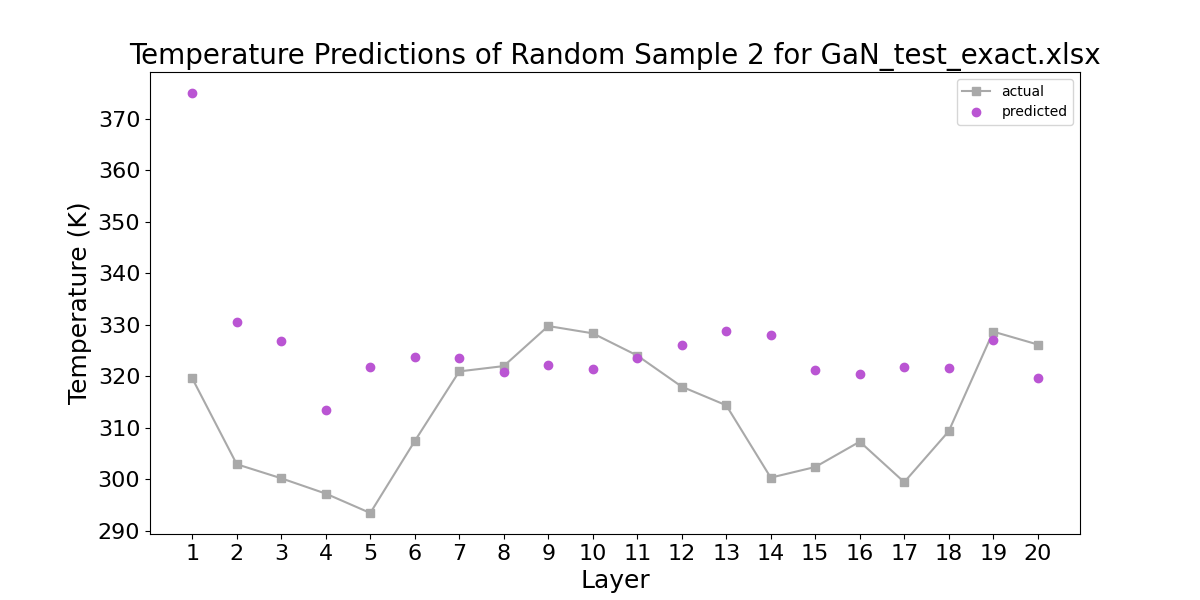 Temperature Predictions of Random Sample 2 for GaN_test_exact.xlsx
actual
predicted
370
360
350
340
330
320
310
300
290
Temperature (K)
1 2 3 4 5 6 7 8 9 10 11 12 13 14 15 16 17 18 19 20
Layer